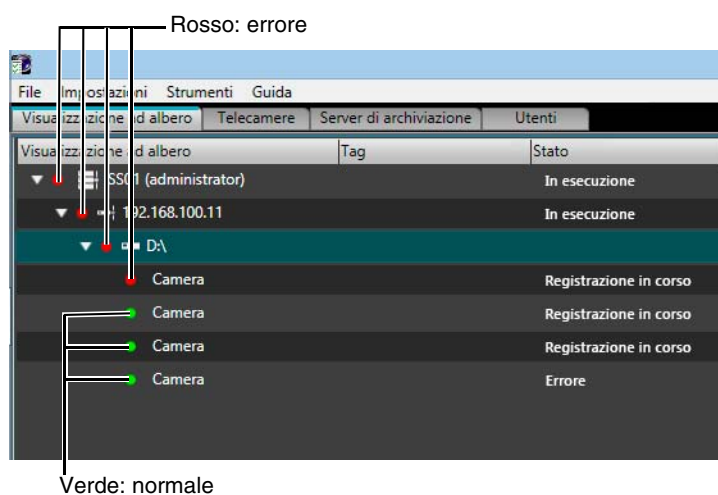 Rosso: errore
File Impostazioni Strumenti Guida
Visualizzazione ad albero Telecamere Server di archiviazione Utenti
Visualizzazione ad albero Tag Stato
SS01 (administrator) In esecuzione
192.168.100.11 In esecuzione
D:\
Camera Registrazione in corso
Camera Registrazione in corso
Camera Registrazione in corso
Camera Errore
Verde: normale